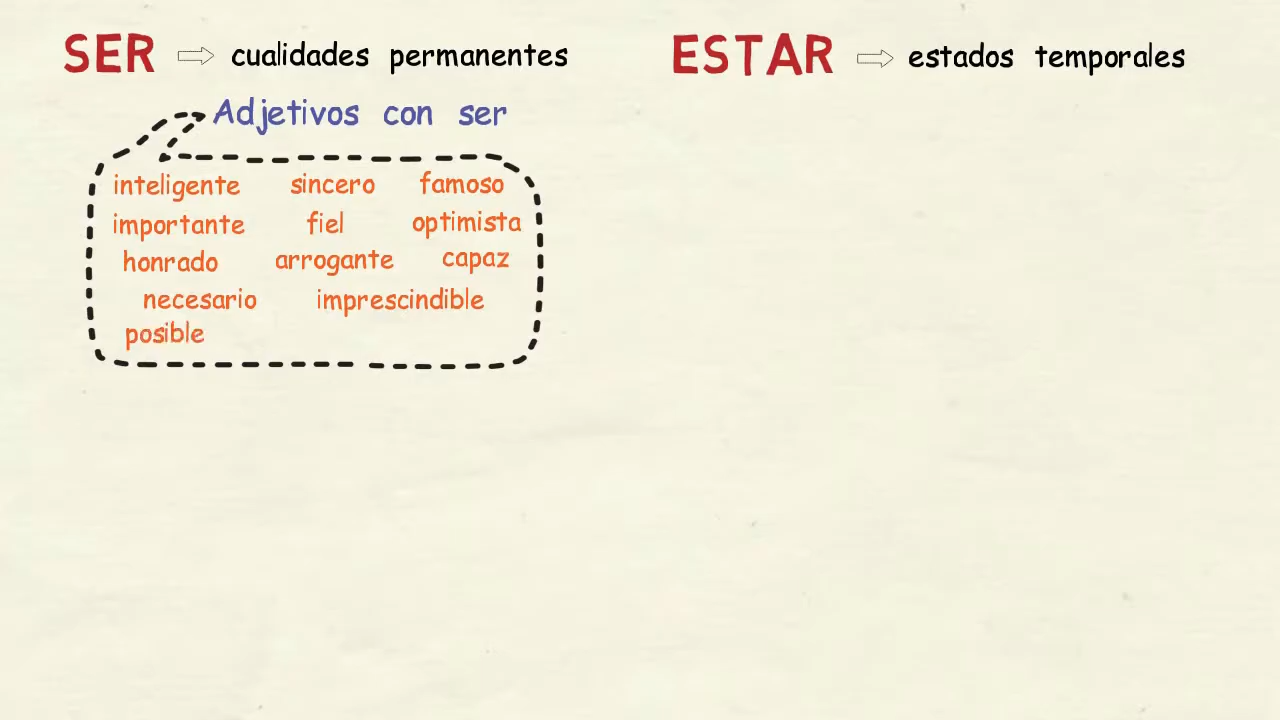 SER ⇨ cualidades permanentes
ESTAR ⇨ estados temporales
Adjetivos con ser
inteligente sincero famoso
importante fiel optimista
honrado arrogante capaz
necesario imprescindible
posible